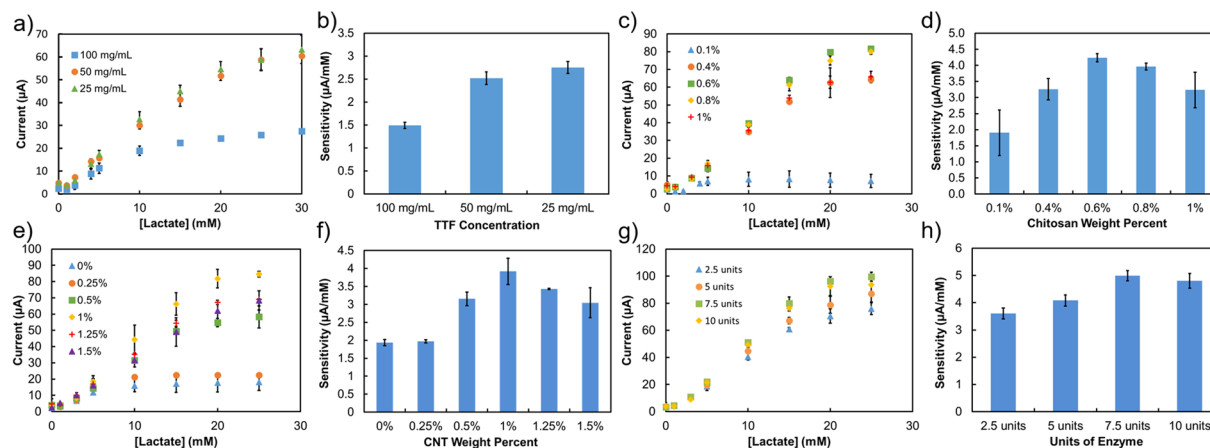 a)
70
60
50
40
30
20
10
0
Current (µA)
100 mg/mL
50 mg/mL
25 mg/mL
0 10 20 30
[Lactate] (mM)
b)
3.5
3
2.5
2
1.5
1
0.5
0
Sensitivity (µA/mM)
100 mg/mL 50 mg/mL 25 mg/mL
TTF Concentration
c)
90
80
70
60
50
40
30
20
10
0
Current (µA)
0.1%
0.4%
0.6%
0.8%
1%
0 10 20 30
[Lactate] (mM)
d)
5.0
4.5
4.0
3.5
3.0
2.5
2.0
1.5
1.0
0.5
0.0
Sensitivity (µA/mM)
0.1% 0.4% 0.6% 0.8% 1%
Chitosan Weight Percent
e)
100
90
80
70
60
50
40
30
20
10
0
Current (µA)
0%
0.25%
0.5%
1%
1.25%
1.5%
0 10 20 30
[Lactate] (mM)
f)
4.5
4
3.5
3
2.5
2
1.5
1
0.5
0
Sensitivity (µA/mM)
0% 0.25% 0.5% 1% 1.25% 1.5%
CNT Weight Percent
g)
120
100
80
60
40
20
0
Current (µA)
2.5 units
5 units
7.5 units
10 units
0 10 20 30
[Lactate] (mM)
h)
6
5
4
3
2
1
0
Sensitivity (µA/mM)
2.5 units 5 units 7.5 units 10 units
Units of Enzyme